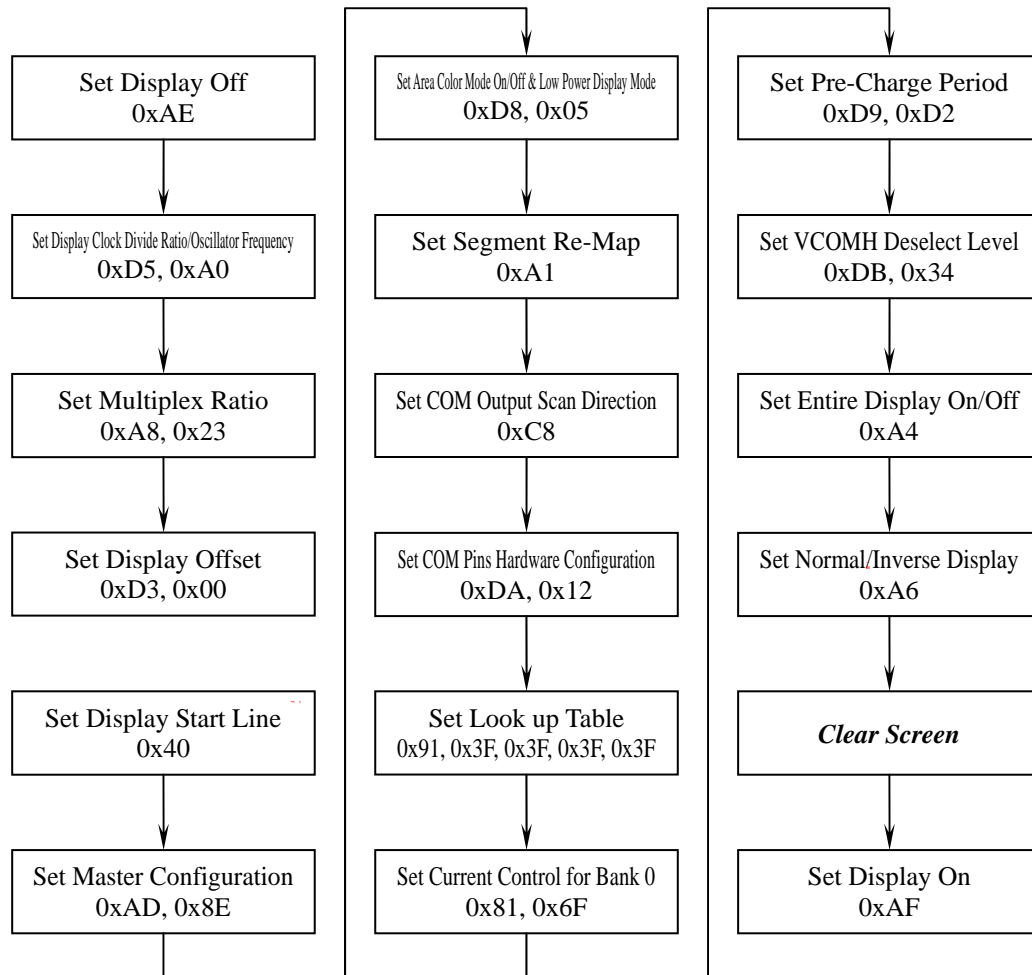 Set Display Off
0xAE
Set Display Clock Divide Ratio/Oscillator Frequency
0xD5, 0xA0
Set Multiplex Ratio
0xA8, 0x23
Set Display Offset
0xD3, 0x00
Set Display Start Line
0x40
Set Master Configuration
0xAD, 0x8E
Set Area Color Mode On/Off & Low Power Display Mode
0xD8, 0x05
Set Segment Re-Map
0xA1
Set COM Output Scan Direction
0xC8
Set COM Pins Hardware Configuration
0xDA, 0x12
Set Look up Table
0x91, 0x3F, 0x3F, 0x3F, 0x3F
Set Current Control for Bank 0
0x81, 0x6F
Set Pre-Charge Period
0xD9, 0xD2
Set VCOMH Deselect Level
0xDB, 0x34
Set Entire Display On/Off
0xA4
Set Normal/Inverse Display
0xA6
Clear Screen
Set Display On
0xAF